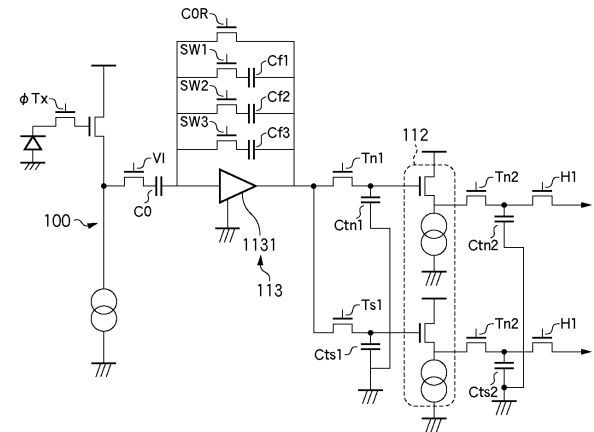 C0R
SW1
Cf1
SW2
Cf2
SW3
Cf3
ϕTx
VI
C0
100
1131
113
Tn1
Ctn1
112
Tn2
H1
Ctn2
Ts1
Cts1
Tn2
H1
Cts2